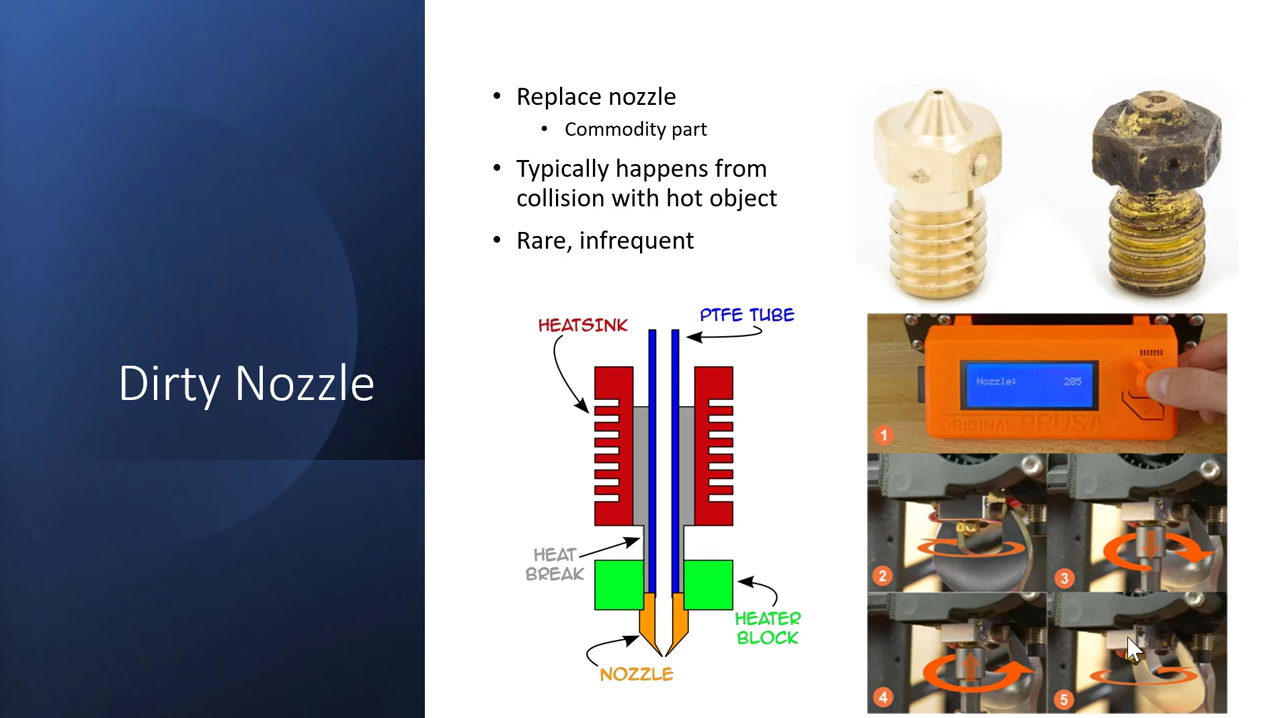 Dirty Nozzle
• Replace nozzle
• Commodity part
• Typically happens from
collision with hot object
• Rare, infrequent
HEATSINK
PTFE TUBE
HEAT
BREAK
HEATER
BLOCK
NOZZLE
Nozzle: 285
ORIGINAL PRUSA
1
2
3
4
5